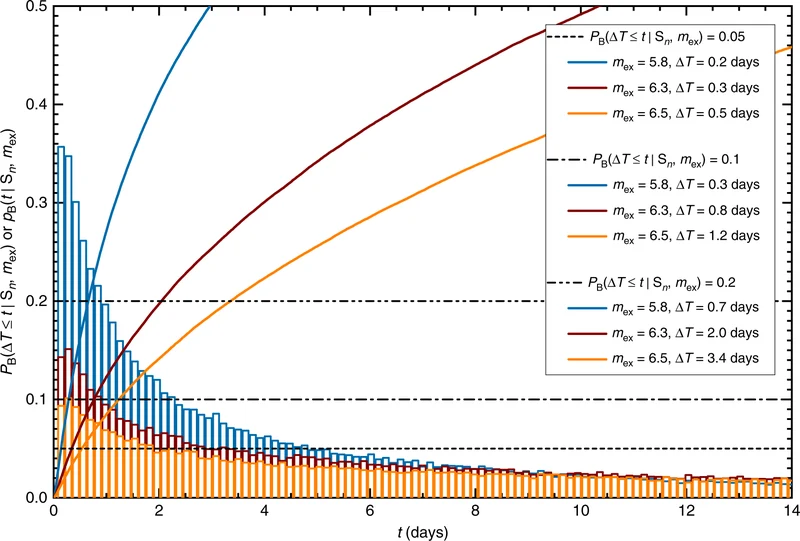 0.5
0.4
0.3
0.2
0.1
0.0
P_B(ΔT ≤ t | S_n, m_ex) or p_B(t | S_n, m_ex)
P_B(ΔT ≤ t | S_n, m_ex) = 0.05
m_ex = 5.8, ΔT = 0.2 days
m_ex = 6.3, ΔT = 0.3 days
m_ex = 6.5, ΔT = 0.5 days
P_B(ΔT ≤ t | S_n, m_ex) = 0.1
m_ex = 5.8, ΔT = 0.3 days
m_ex = 6.3, ΔT = 0.8 days
m_ex = 6.5, ΔT = 1.2 days
P_B(ΔT ≤ t | S_n, m_ex) = 0.2
m_ex = 5.8, ΔT = 0.7 days
m_ex = 6.3, ΔT = 2.0 days
m_ex = 6.5, ΔT = 3.4 days
0 2 4 6 8 10 12 14
t (days)